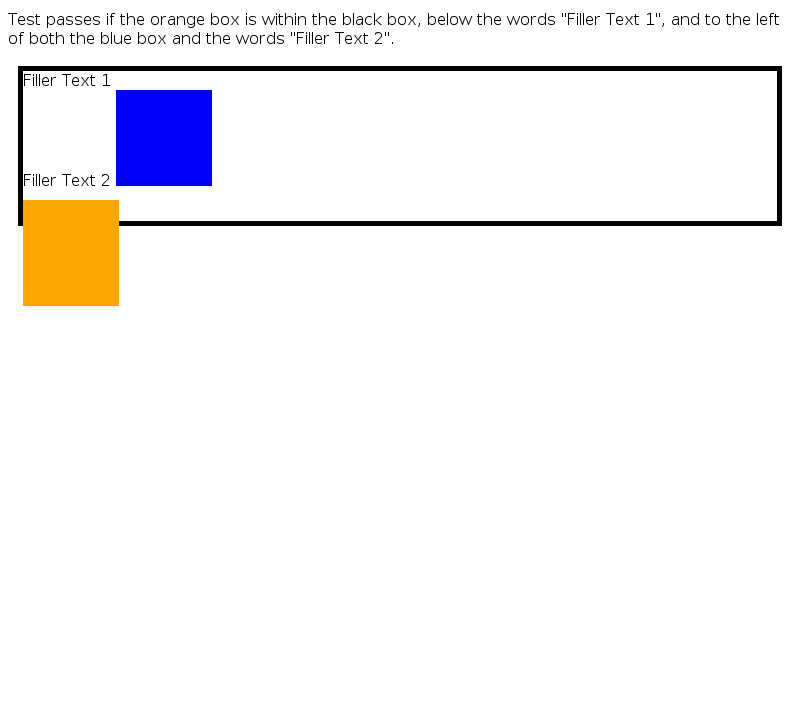 Test passes if the orange box is within the black box, below the words "Filler Text 1", and to the left
of both the blue box and the words "Filler Text 2".
Filler Text 1
Filler Text 2